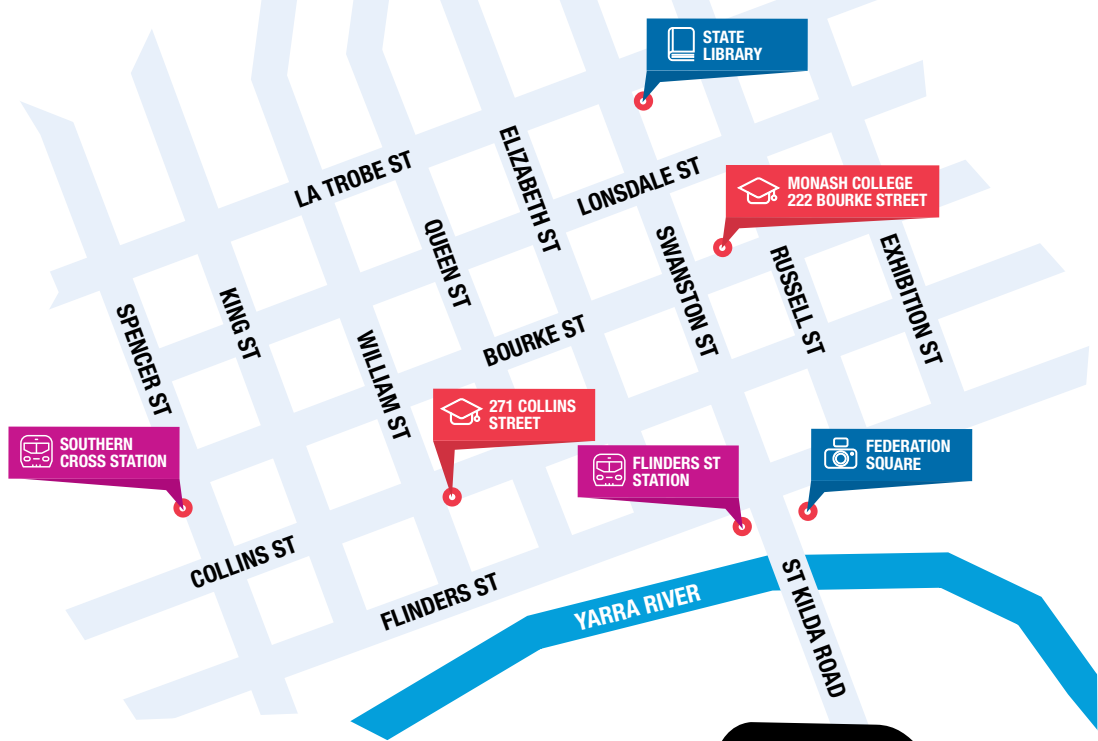 STATE
LIBRARY
ELIZABETH ST
LA TROBE ST
LONSDALE ST
MONASH COLLEGE
222 BOURKE STREET
QUEEN ST
SWANSTON ST
RUSSELL ST
EXHIBITION ST
KING ST
SPENCER ST
WILLIAM ST
BOURKE ST
271 COLLINS
STREET
SOUTHERN
CROSS STATION
FLINDERS ST
STATION
FEDERATION
SQUARE
COLLINS ST
FLINDERS ST
YARRA RIVER
ST KILDA ROAD